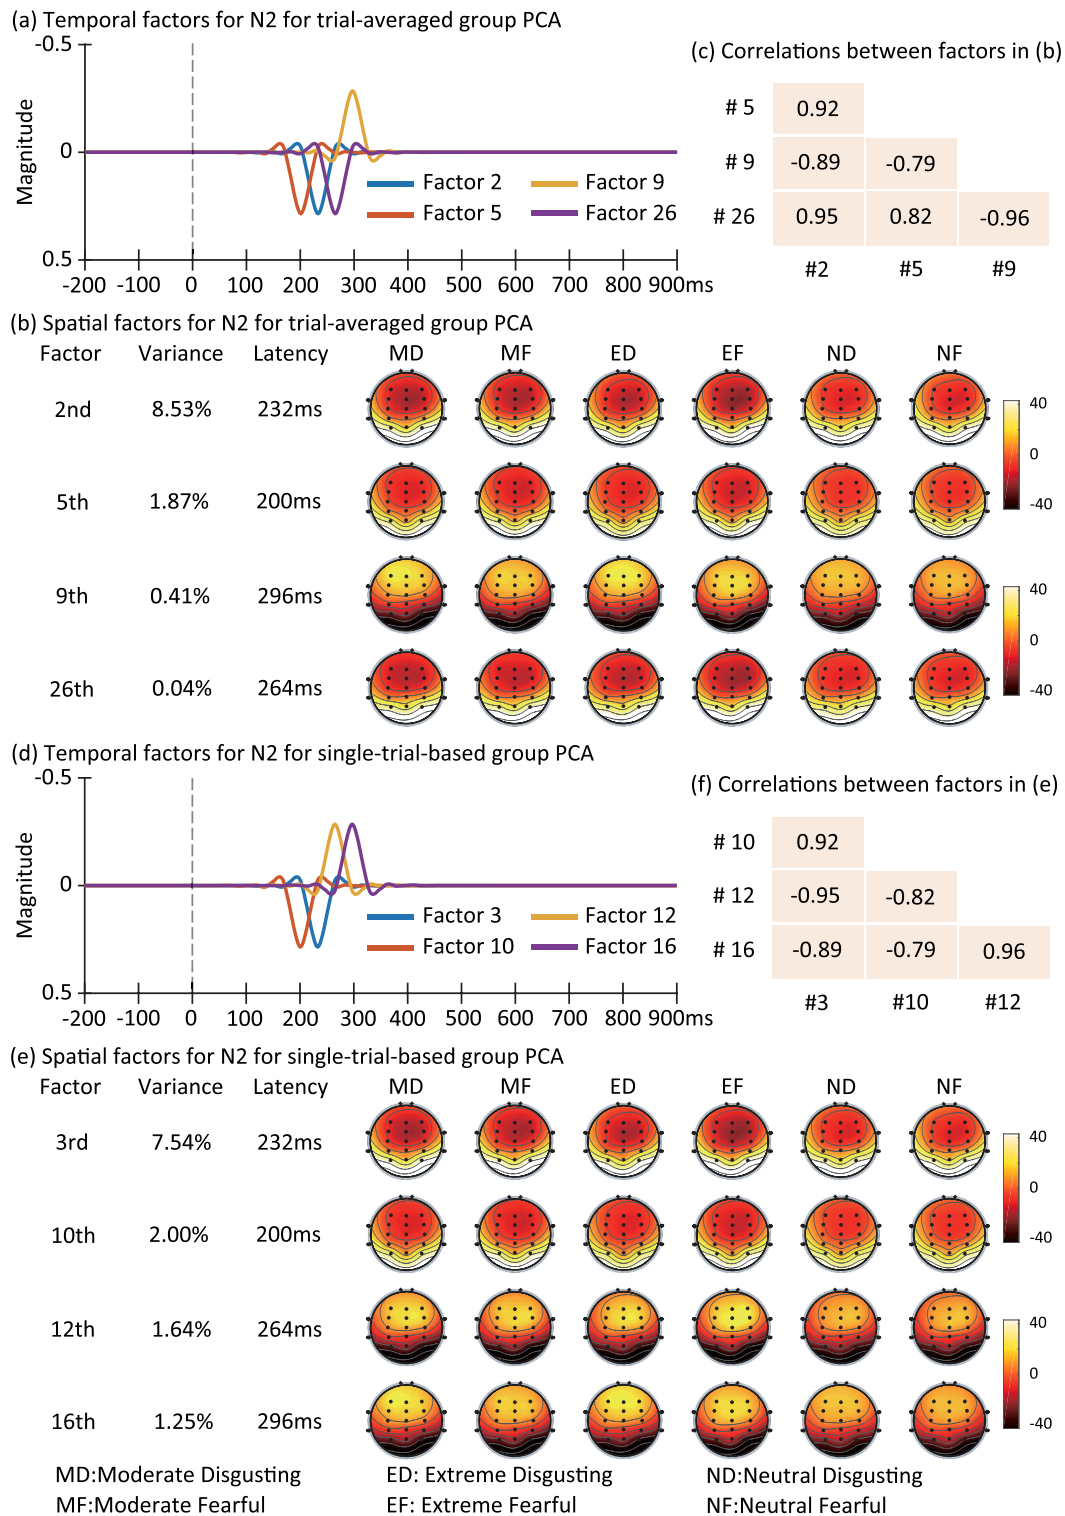 (a) Temporal factors for N2 for trial-averaged group PCA
-0.5
0
0.5
Magnitude
Factor 2
Factor 9
Factor 5
Factor 26
-200 -100 0 100 200 300 400 500 600 700 800 900ms
(c) Correlations between factors in (b)
# 5 0.92
# 9 -0.89 -0.79
# 26 0.95 0.82 -0.96
#2 #5 #9
(b) Spatial factors for N2 for trial-averaged group PCA
Factor Variance Latency MD MF ED EF ND NF
2nd 8.53% 232ms
40
0
-40
5th 1.87% 200ms
9th 0.41% 296ms
40
0
-40
26th 0.04% 264ms
(d) Temporal factors for N2 for single-trial-based group PCA
-0.5
0
0.5
Magnitude
Factor 3
Factor 12
Factor 10
Factor 16
-200 -100 0 100 200 300 400 500 600 700 800 900ms
(f) Correlations between factors in (e)
# 10 0.92
# 12 -0.95 -0.82
# 16 -0.89 -0.79 0.96
#3 #10 #12
(e) Spatial factors for N2 for single-trial-based group PCA
Factor Variance Latency MD MF ED EF ND NF
3rd 7.54% 232ms
40
0
-40
10th 2.00% 200ms
12th 1.64% 264ms
40
0
-40
16th 1.25% 296ms
MD:Moderate Disgusting ED: Extreme Disgusting ND:Neutral Disgusting
MF:Moderate Fearful EF: Extreme Fearful NF:Neutral Fearful